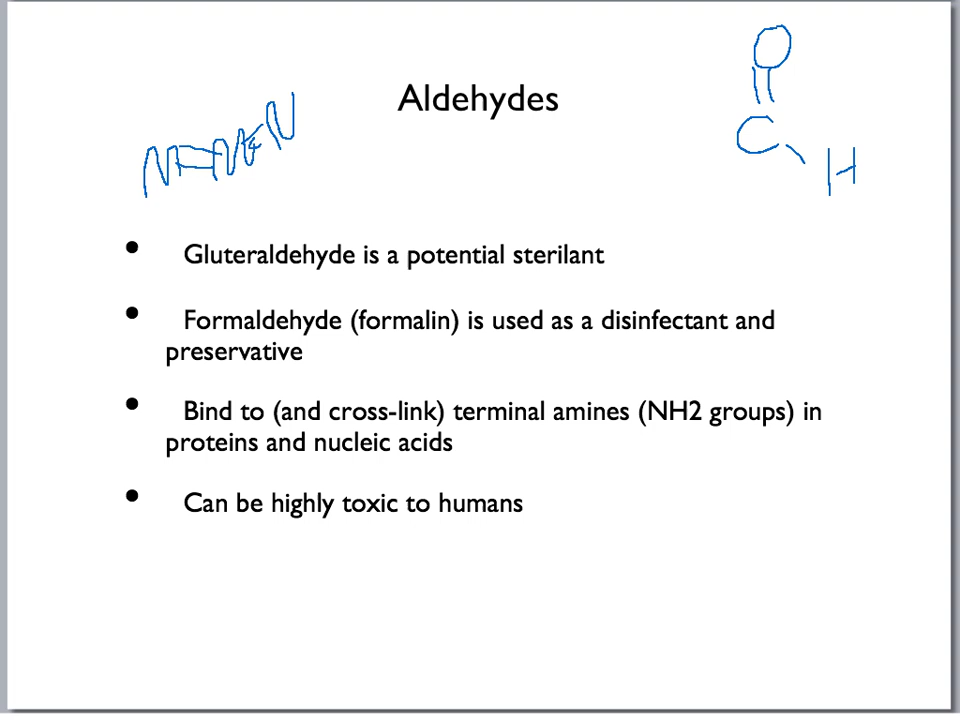 Aldehydes
O
C
H
• Gluteraldehyde is a potential sterilant
• Formaldehyde (formalin) is used as a disinfectant and
preservative
• Bind to (and cross-link) terminal amines (NH2 groups) in
proteins and nucleic acids
• Can be highly toxic to humans